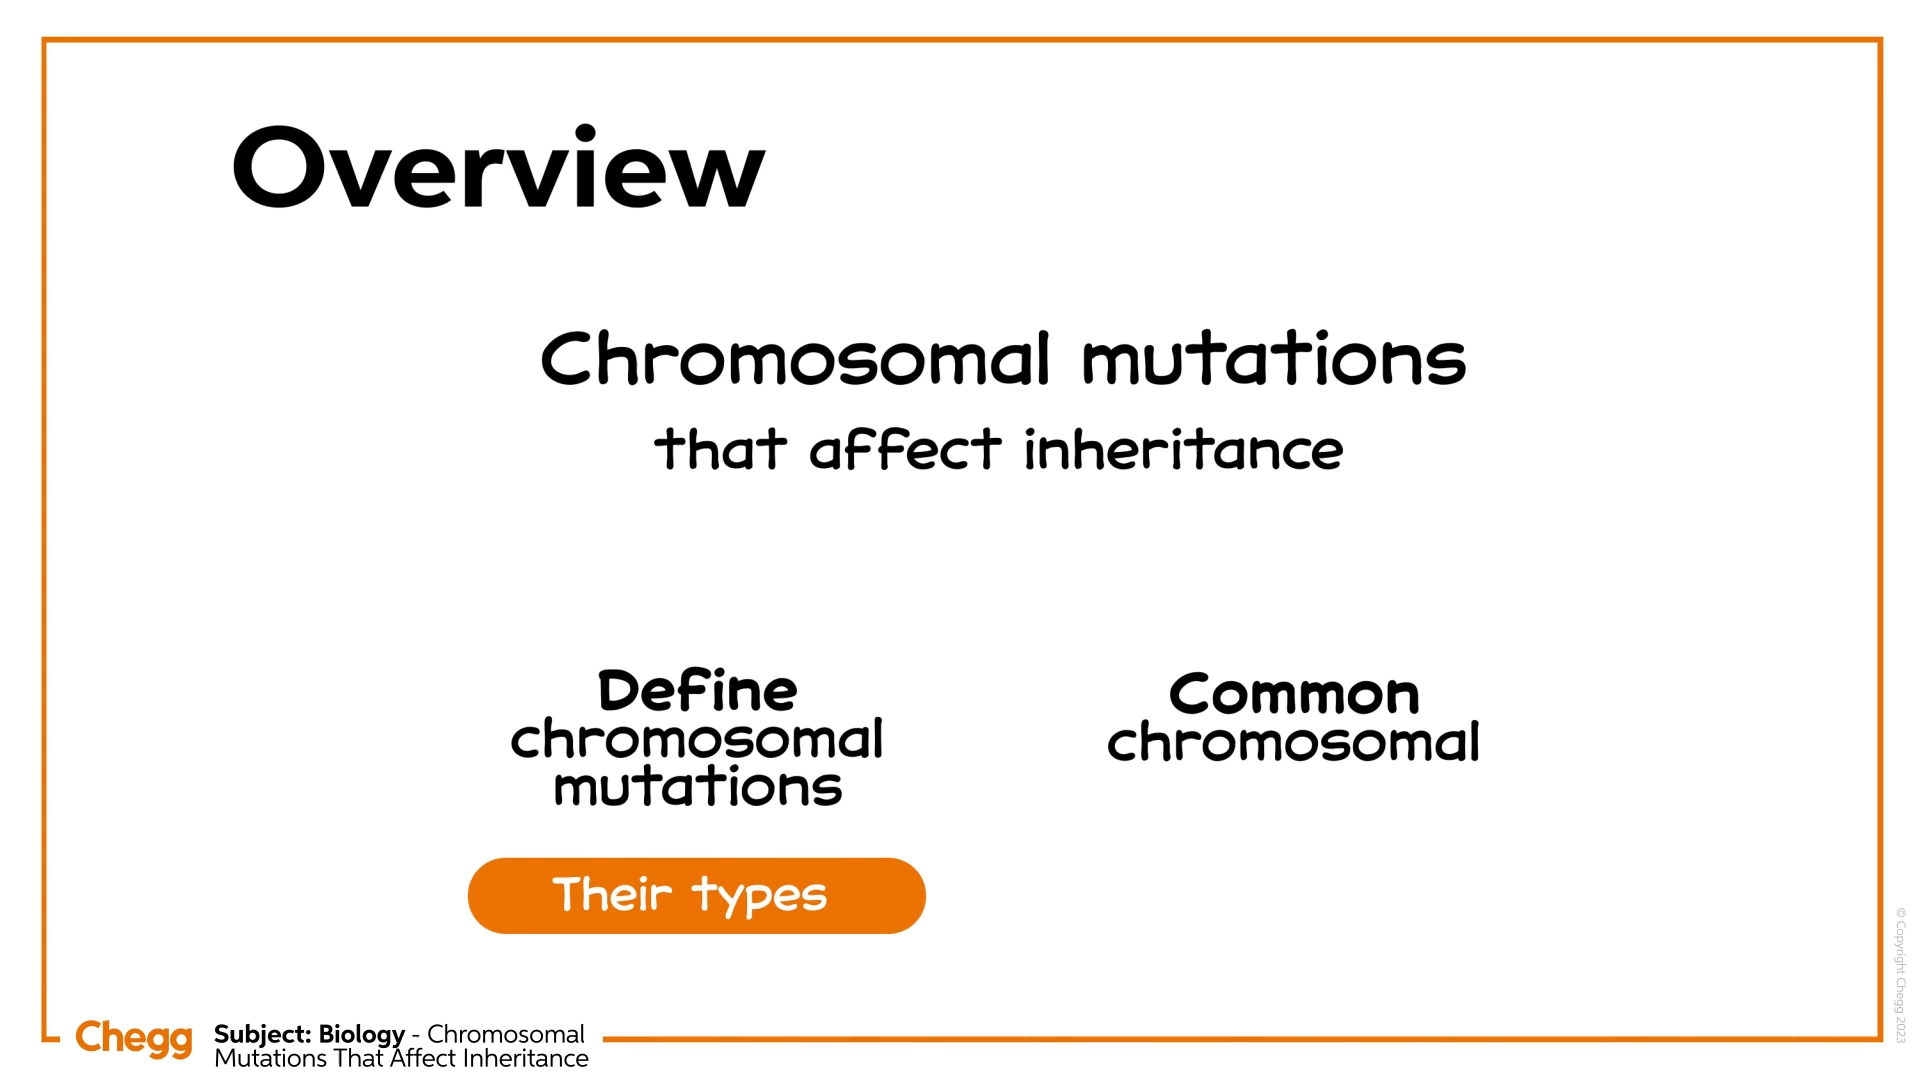 Overview
Chromosomal mutations
that affect inheritance
Define
chromosomal
mutations
Their types
Common
chromosomal
Chegg
Subject: Biology - Chromosomal
Mutations That Affect Inheritance
© Copyright Chegg 2023